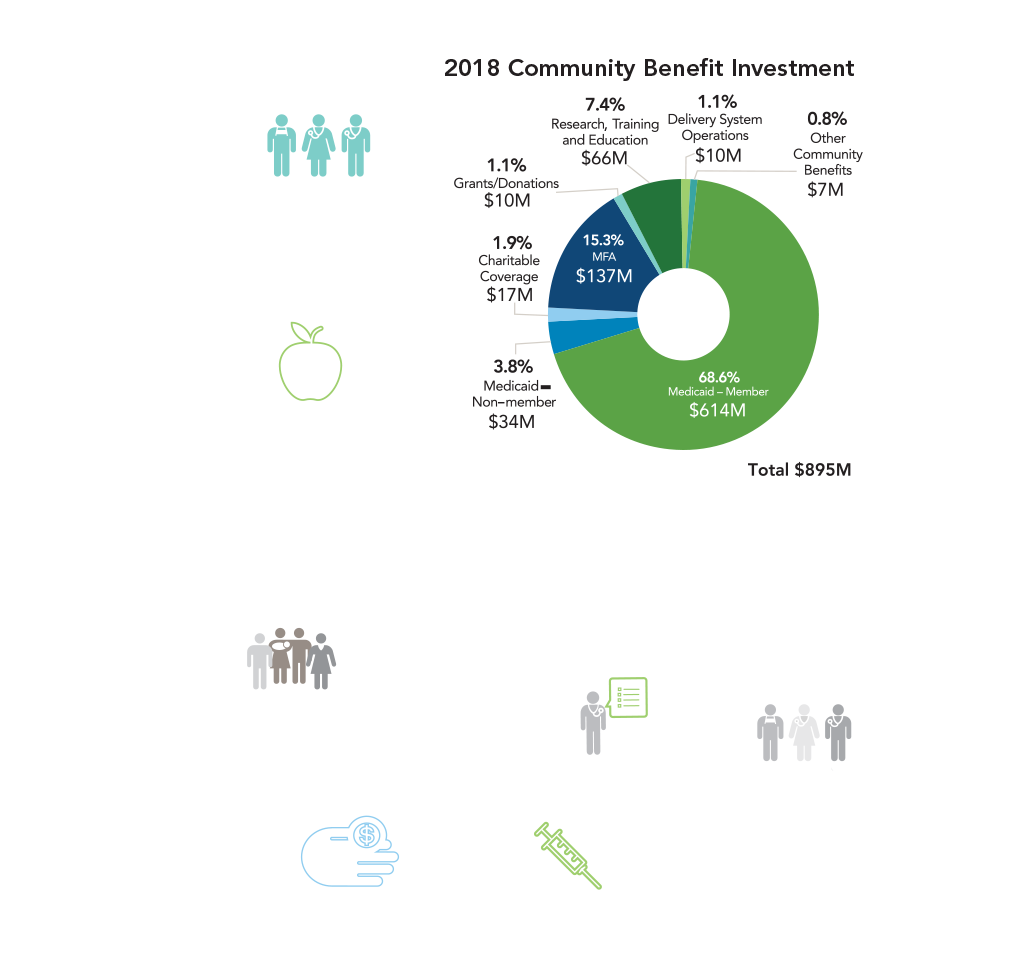 2018 Community Benefit Investment
7.4%
Research, Training
and Education
$66M
1.1%
Delivery System
Operations
$10M
0.8%
Other
Community
Benefits
$7M
1.1%
Grants/Donations
$10M
15.3%
MFA
$137M
1.9%
Charitable
Coverage
$17M
3.8%
Medicaid–
Non–member
$34M
68.6%
Medicaid – Member
$614M
Total $895M
$